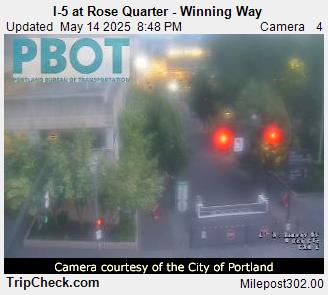 I-5 at Rose Quarter - Winning Way
Updated May 14 2025 8:48 PM Camera 4
PBOT
PORTLAND BUREAU OF TRANSPORTATION
Camera courtesy of the City of Portland
TripCheck.com Milepost302.00